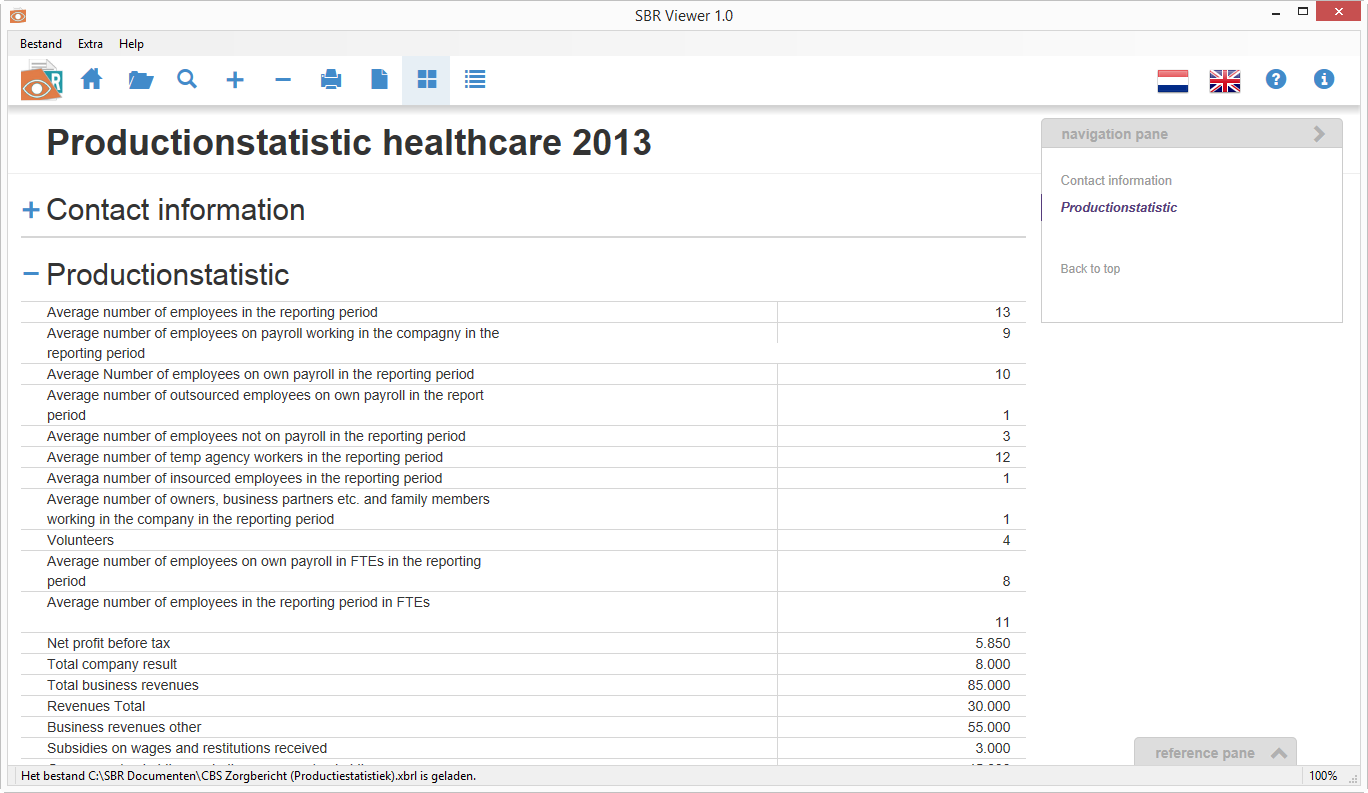 SBR Viewer 1.0
Bestand Extra Help
R
Productionstatistic healthcare 2013
navigation pane
Contact information
Productionstatistic
Back to top
+ Contact information
− Productionstatistic
Average number of employees in the reporting period 13
Average number of employees on payroll working in the compagny in the 9
reporting period
Average Number of employees on own payroll in the reporting period 10
Average number of outsourced employees on own payroll in the report
period 1
Average number of employees not on payroll in the reporting period 3
Average number of temp agency workers in the reporting period 12
Averaga number of insourced employees in the reporting period 1
Average number of owners, business partners etc. and family members
working in the company in the reporting period 1
Volunteers 4
Average number of employees on own payroll in FTEs in the reporting
period 8
Average number of employees in the reporting period in FTEs
11
Net profit before tax 5.850
Total company result 8.000
Total business revenues 85.000
Revenues Total 30.000
Business revenues other 55.000
Subsidies on wages and restitutions received 3.000
reference pane
Het bestand C:\SBR Documenten\CBS Zorgbericht (Productiestatistiek).xbrl is geladen. 100%